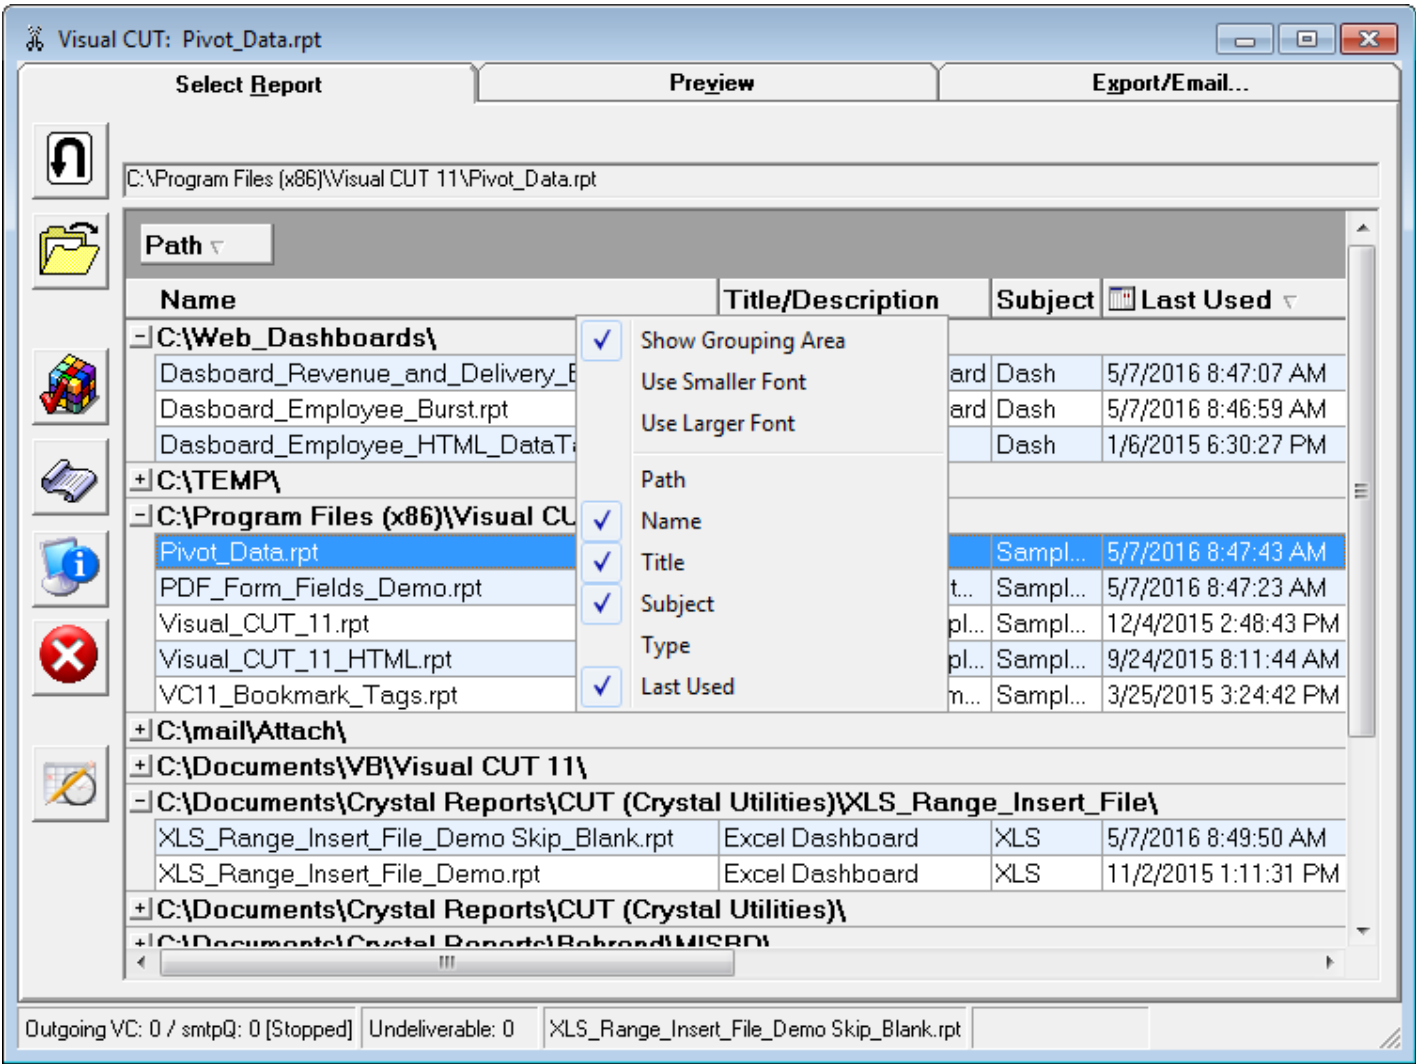 Visual CUT: Pivot_Data.rpt
Select Report Preview Export/Email...
C:\Program Files (x86)\Visual CUT 11\Pivot_Data.rpt
Path
Name Title/Description Subject Last Used
C:\Web_Dashboards\
Dasboard_Revenue_and_Delivery_ ard Dash 5/7/2016 8:47:07 AM
Dasboard_Employee_Burst.rpt ard Dash 5/7/2016 8:46:59 AM
Dasboard_Employee_HTML_DataT Dash 1/6/2015 6:30:27 PM
C:\TEMP\
C:\Program Files (x86)\Visual CU
Pivot_Data.rpt Sampl... 5/7/2016 8:47:43 AM
PDF_Form_Fields_Demo.rpt t... Sampl... 5/7/2016 8:47:23 AM
Visual_CUT_11.rpt pl... Sampl... 12/4/2015 2:48:43 PM
Visual_CUT_11_HTML.rpt pl... Sampl... 9/24/2015 8:11:44 AM
VC11_Bookmark_Tags.rpt m... Sampl... 3/25/2015 3:24:42 PM
C:\mail\Attach\
C:\Documents\VB\Visual CUT 11\
C:\Documents\Crystal Reports\CUT (Crystal Utilities)\XLS_Range_Insert_File\
XLS_Range_Insert_File_Demo Skip_Blank.rpt Excel Dashboard XLS 5/7/2016 8:49:50 AM
XLS_Range_Insert_File_Demo.rpt Excel Dashboard XLS 11/2/2015 1:11:31 PM
C:\Documents\Crystal Reports\CUT (Crystal Utilities)\
C:\Documents\Crystal Reports\Behrend\MISBD\
Show Grouping Area
Use Smaller Font
Use Larger Font
Path
Name
Title
Subject
Type
Last Used
Outgoing VC: 0 / smtpQ: 0 [Stopped] Undeliverable: 0 XLS_Range_Insert_File_Demo Skip_Blank.rpt